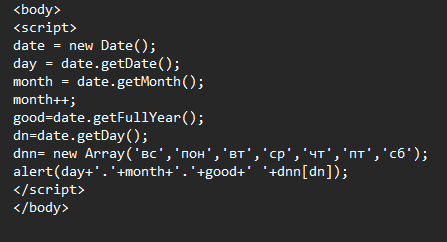 <body>
<script>
date = new Date();
day = date.getDate();
month = date.getMonth();
month++;
good=date.getFullYear();
dn=date.getDay();
dnn= new Array('вс','пон','вт','ср','чт','пт','сб');
alert(day+'.'+month+'.'+good+' '+dnn[dn]);
</script>
</body>